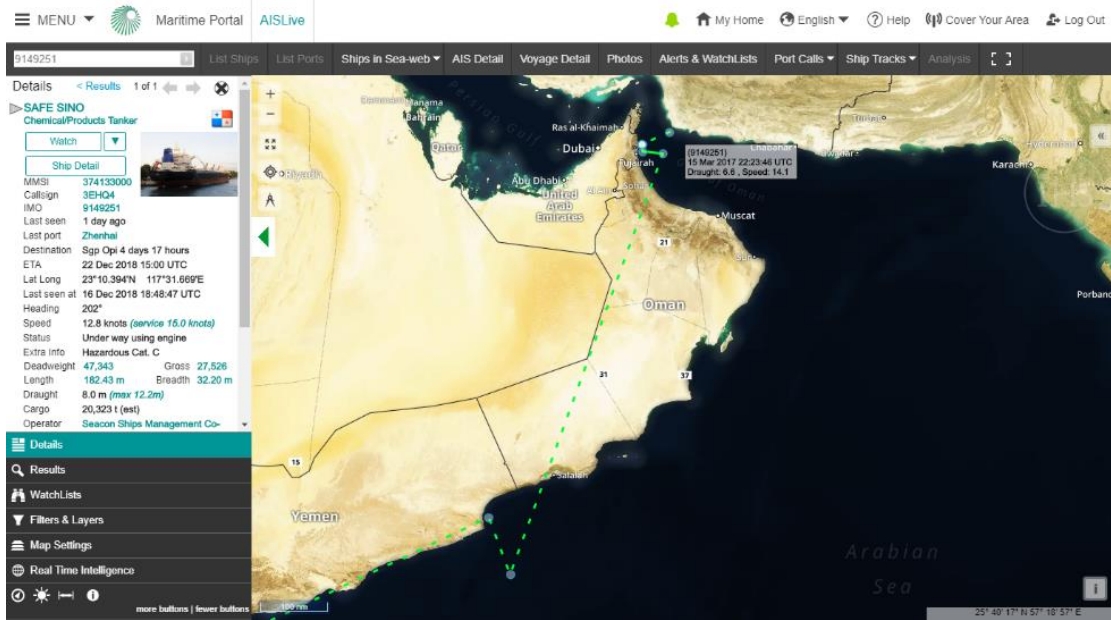 MENU
Maritime Portal
AISLive
My Home
English
Help
Cover Your Area
Log Out
9149251
List Ships
List Ports
Ships in Sea-web
AIS Detail
Voyage Detail
Photos
Alerts & WatchLists
Port Calls
Ship Tracks
Analysis
Details < Results 1 of 1
SAFE SINO
Chemical/Products Tanker
Watch
Ship Detail
MMSI 374133000
Callsign 3EHQ4
IMO 9149251
Last seen 1 day ago
Last port Zhenhai
Destination Sgp Opi 4 days 17 hours
ETA 22 Dec 2018 15:00 UTC
Lat Long 23°10.394'N 117°31.669'E
Last seen at 16 Dec 2018 18:48:47 UTC
Heading 202°
Speed 12.8 knots (service 15.0 knots)
Status Under way using engine
Extra Info Hazardous Cat. C
Deadweight 47,343 Gross 27,526
Length 182.43 m Breadth 32.20 m
Draught 8.0 m (max 12.2m)
Cargo 20,323 t (est)
Operator Seacon Ships Management Co-
Details
Results
WatchLists
Filters & Layers
Map Settings
Real Time Intelligence
more buttons | fewer buttons
Manama
Bahrain
Persian Gulf
Qatar
Ras al-Khaimah
Dubai
Fujairah
Riyadh
Abu Dhabi
Sohar
United
Arab
Emirates
Gulf of Oman
(9149251)
15 Mar 2017 22:23:46 UTC
Draught: 6.6 , Speed: 14.1
Chabahar
Turbat
Gwadar
Hyderabad
Karachi
Muscat
21
Sur
Oman
Porband
31
37
15
Salalah
Yemen
Arabian
Sea
100 nm
25° 40' 17" N 57° 18' 57" E